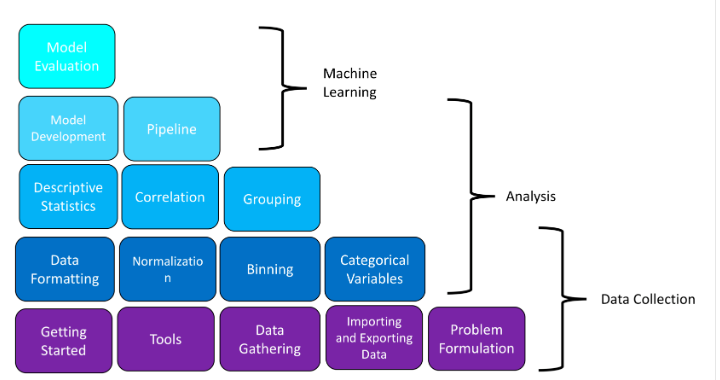 Model
Evaluation
Machine
Learning
Model
Development
Pipeline
Descriptive
Statistics
Correlation
Grouping
Analysis
Data
Formatting
Normalizatio
n
Binning
Categorical
Variables
Data Collection
Getting
Started
Tools
Data
Gathering
Importing
and Exporting
Data
Problem
Formulation